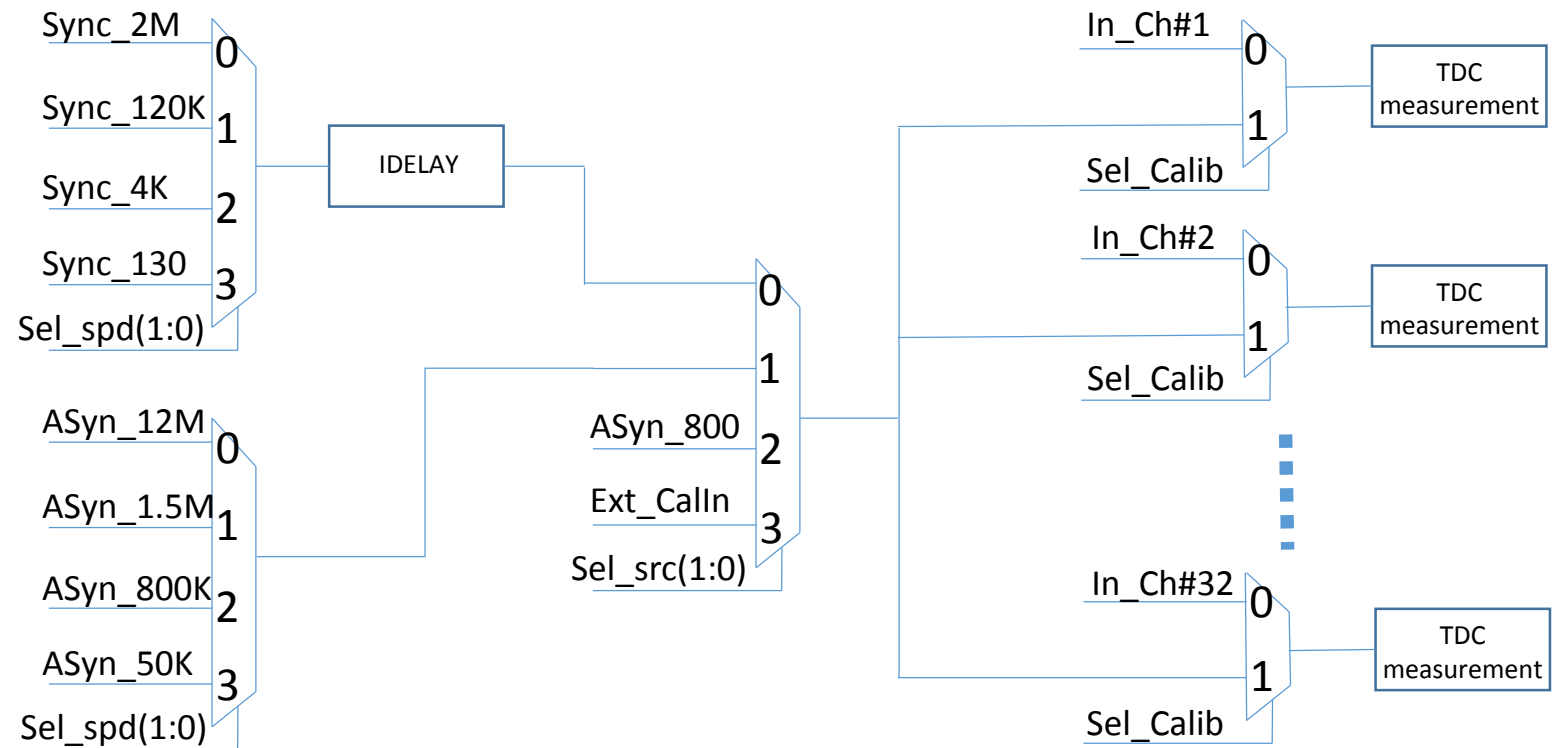 Sync_2M
0
Sync_120K
1
Sync_4K
2
Sync_130
3
Sel_spd(1:0)
IDELAY
ASyn_12M
0
ASyn_1.5M
1
ASyn_800K
2
ASyn_50K
3
Sel_spd(1:0)
0
1
ASyn_800
2
Ext_CalIn
3
Sel_src(1:0)
In_Ch#1
0
1
Sel_Calib
TDC
measurement
In_Ch#2
0
1
Sel_Calib
TDC
measurement
In_Ch#32
0
1
Sel_Calib
TDC
measurement